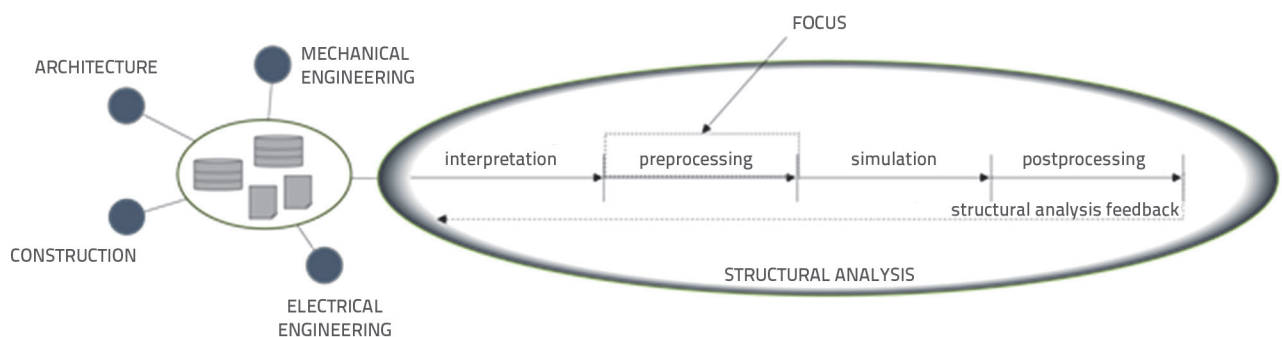 FOCUS
MECHANICAL
ENGINEERING
ARCHITECTURE
interpretation
preprocessing
simulation
postprocessing
structural analysis feedback
CONSTRUCTION
STRUCTURAL ANALYSIS
ELECTRICAL
ENGINEERING